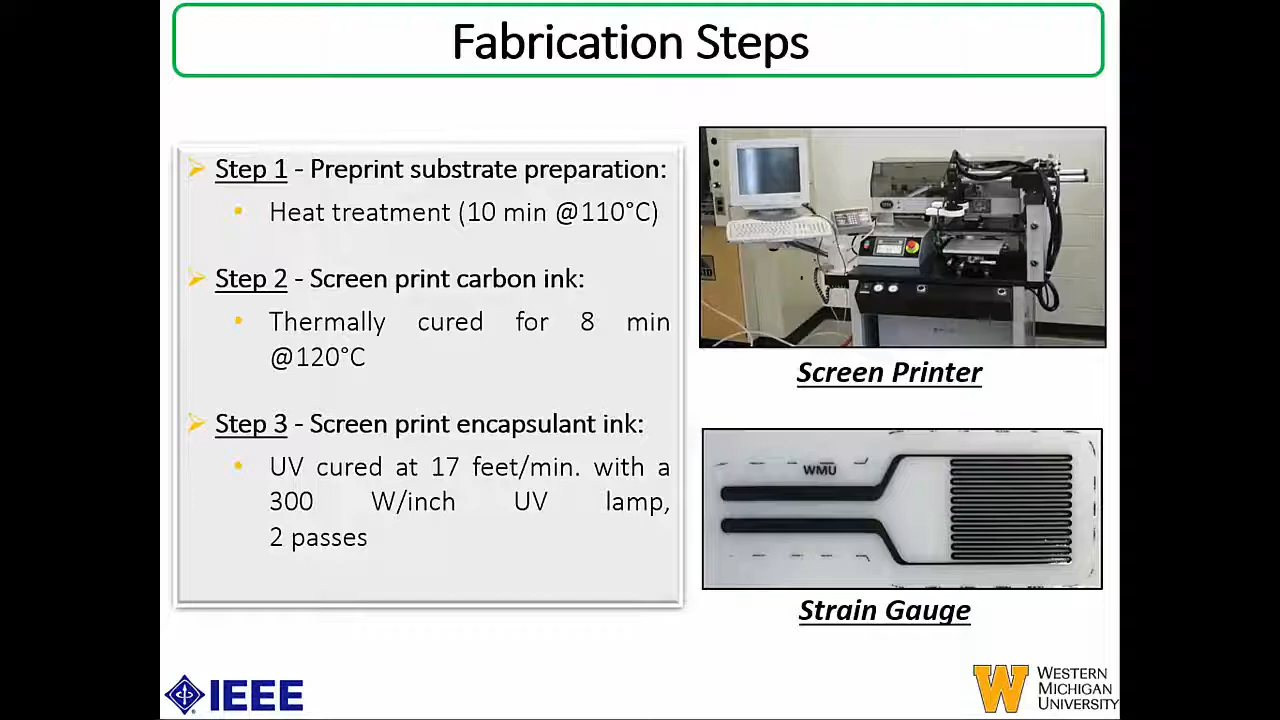 Fabrication Steps
Step 1 - Preprint substrate preparation:
Heat treatment (10 min @110°C)
Step 2 - Screen print carbon ink:
Thermally cured for 8 min
@120°C
Step 3 - Screen print encapsulant ink:
UV cured at 17 feet/min. with a
300 W/inch UV lamp,
2 passes
Screen Printer
WMU
Strain Gauge
IEEE
W
WESTERN
MICHIGAN
UNIVERSITY